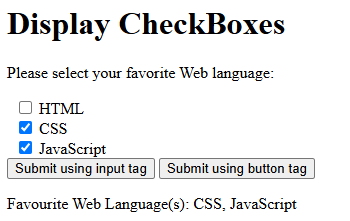 Display CheckBoxes
Please select your favorite Web language:
HTML
CSS
JavaScript
Submit using input tag Submit using button tag
Favourite Web Language(s): CSS, JavaScript